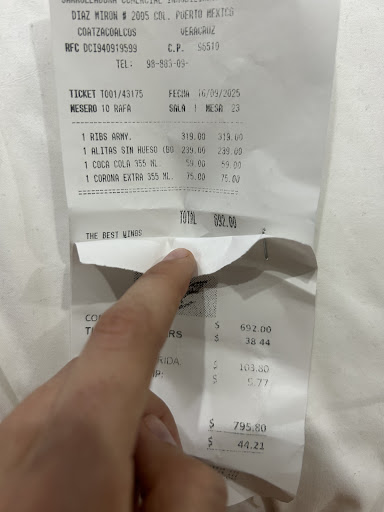 DIAZ MIRON # 2005 COL. PUERTO MEXICO
COATZACOALCOS VERACRUZ
RFC DCI940919599 C.P. 96510
TEL: 98-883-09-
TICKET T001/43175 FECHA 16/09/2025
MESERO 10 RAFA SALA 1 MESA 23
1 RIBS ARMY. 319.00 319.00
1 ALITAS SIN HUESO (BO 239.00 239.00
1 COCA COLA 355 ML. 59.00 59.00
1 CORONA EXTRA 355 ML. 75.00 75.00
TOTAL 692.00
THE BEST WINGS
$ 692.00
$ 38.44
RIDA: $ 103.80
$ 5.77
$ 795.80
$ 44.21